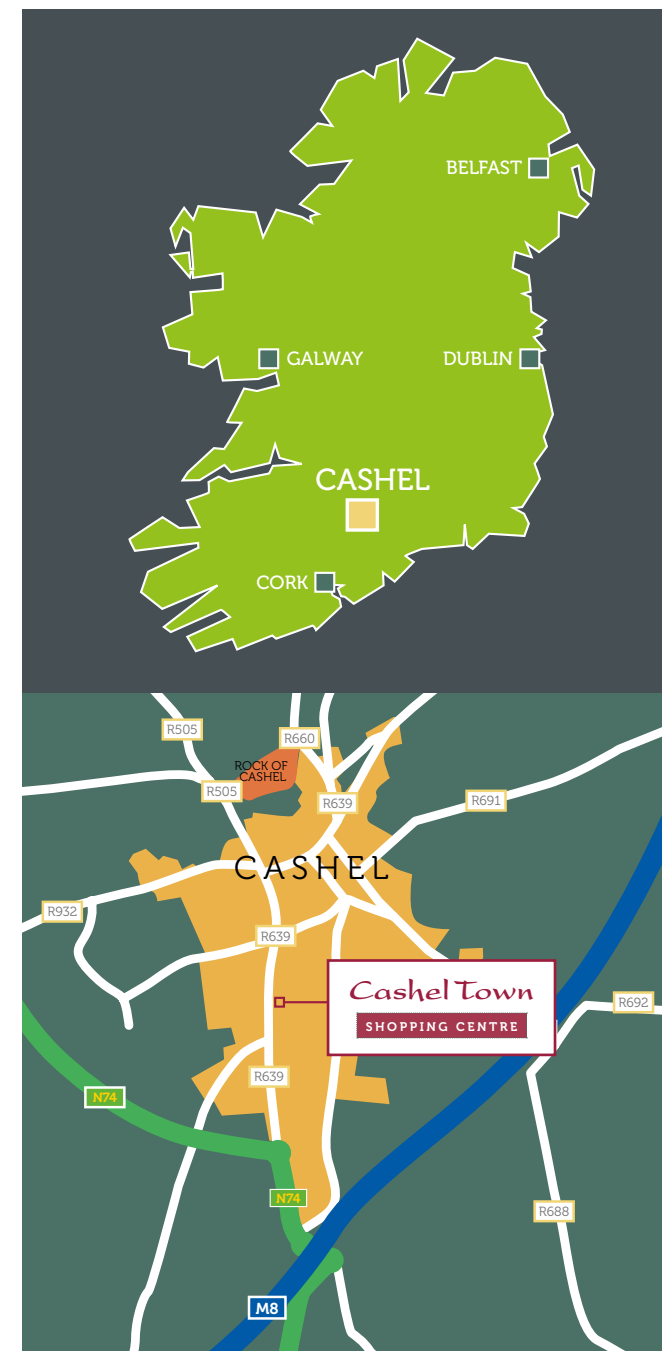 BELFAST
GALWAY
DUBLIN
CASHEL
CORK
R505
R660
ROCK OF
CASHEL
R505
R639
R691
CASHEL
R932
R639
Cashel Town
SHOPPING CENTRE
R692
R639
N74
N74
R688
M8